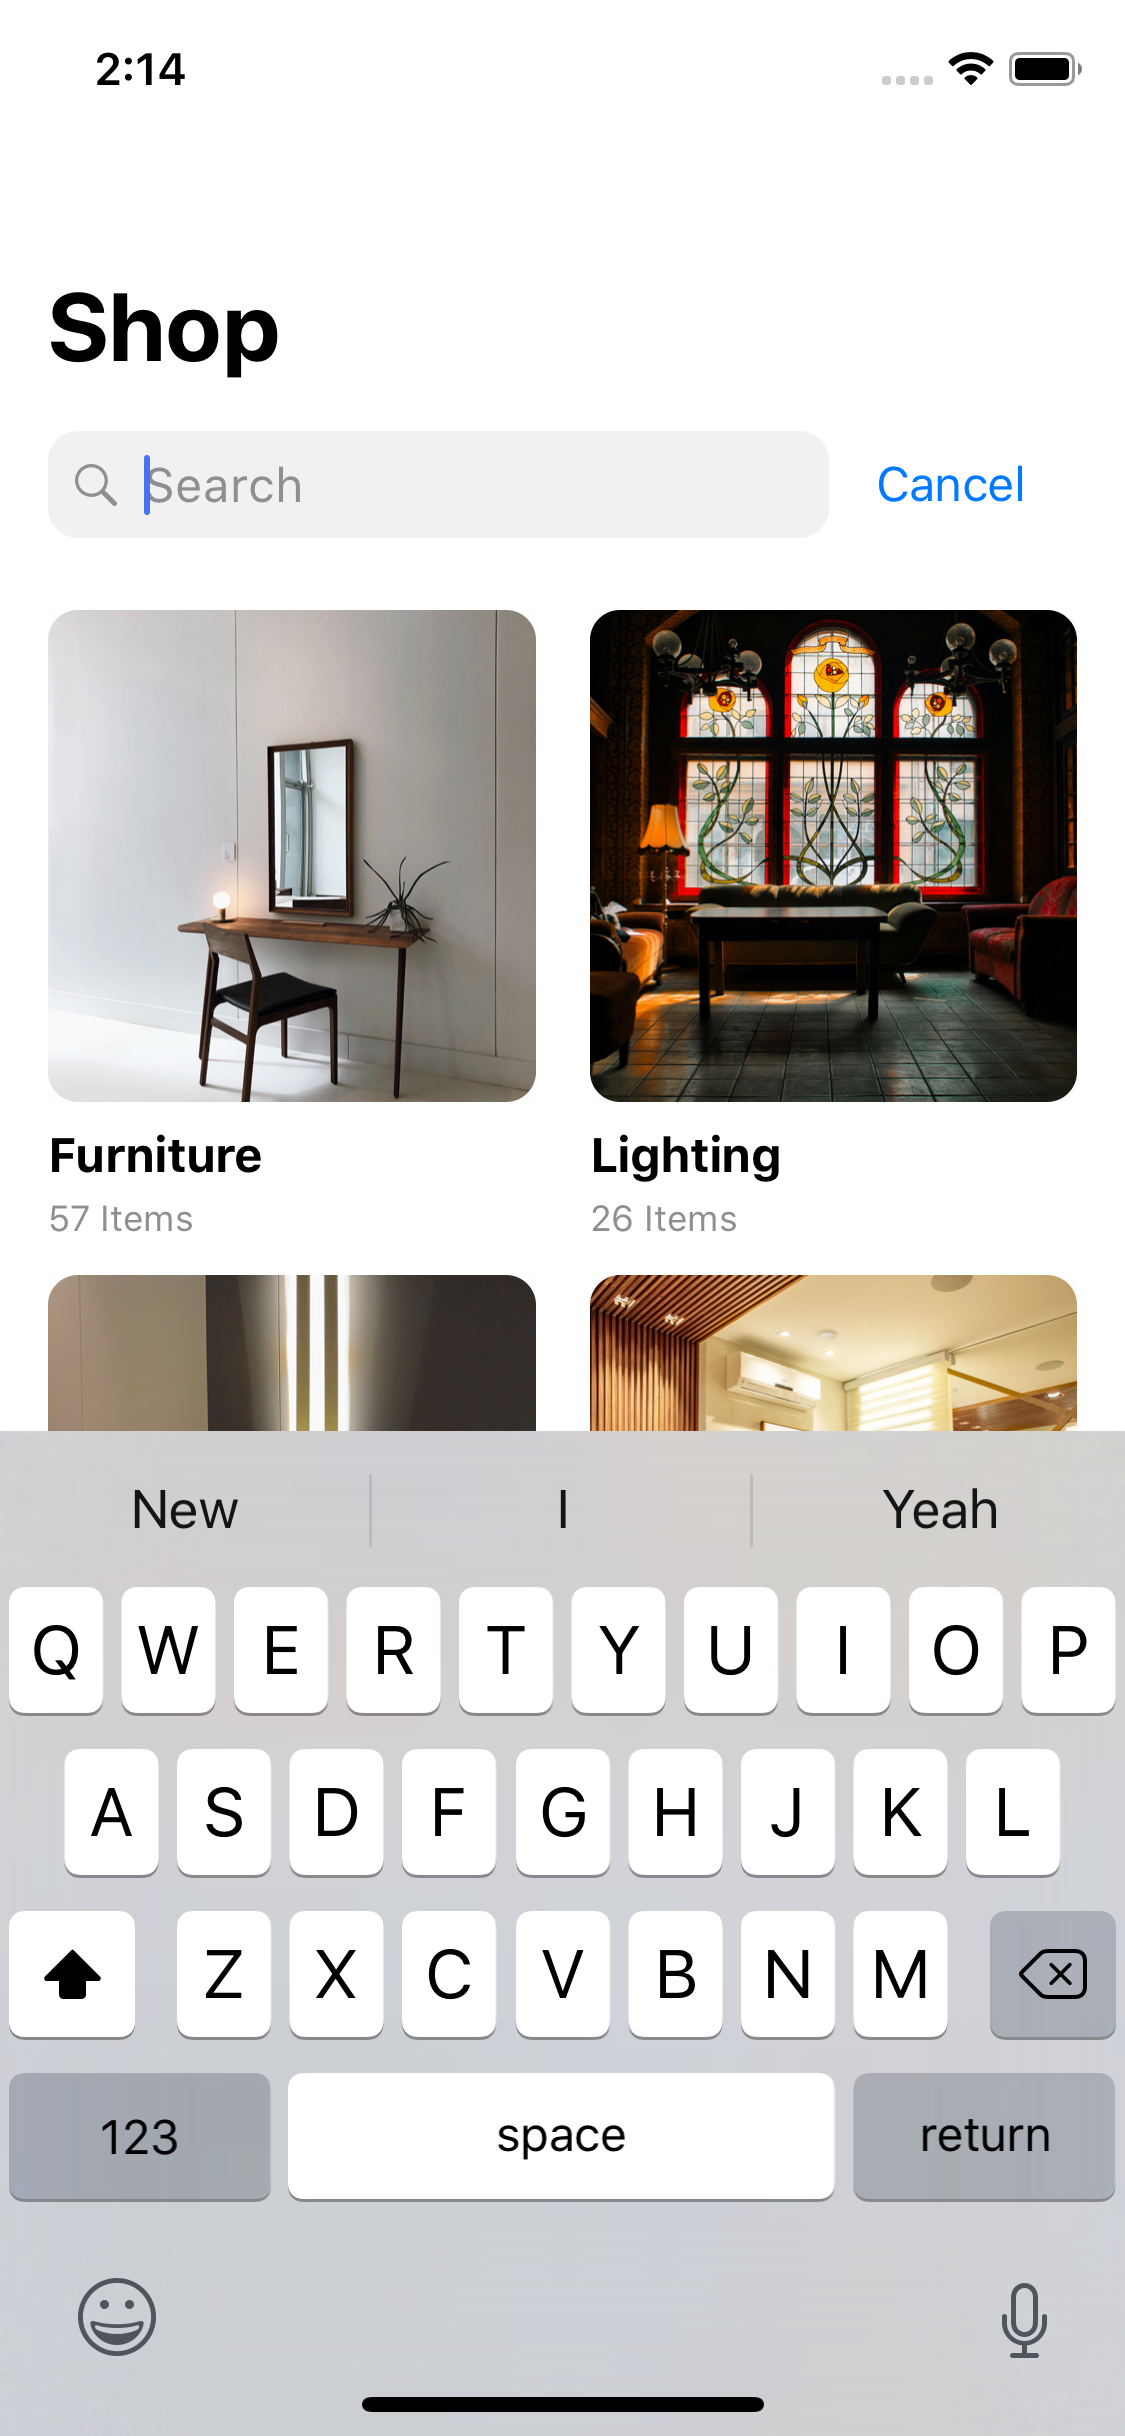 2:14
Shop
Search
Cancel
Furniture
Lighting
57 Items
26 Items
New
I
Yeah
Q W E R T Y U I O P
A S D F G H J K L
Z X C V B N M
123
space
return